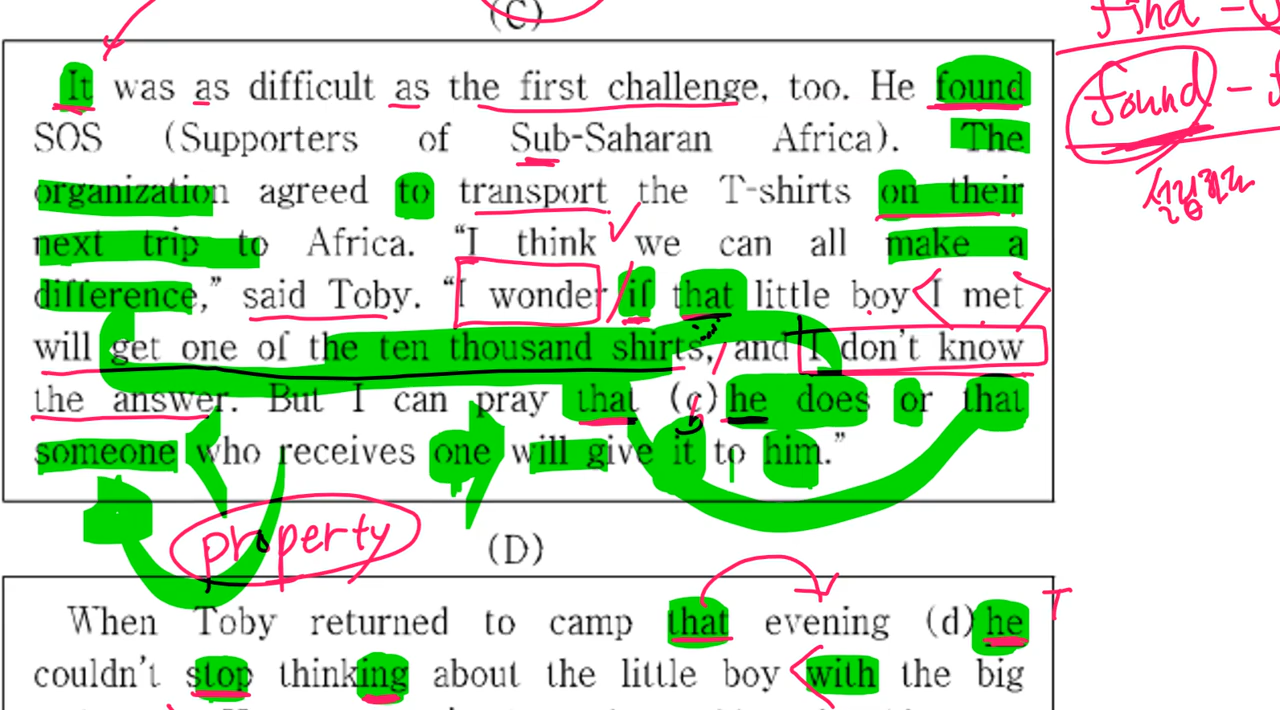 (C)
find -
It was as difficult as the first challenge, too. He found
found - f
SOS (Supporters of Sub-Saharan Africa). The
organization agreed to transport the T-shirts on their
next trip to Africa. “I think we can all make a
difference,” said Toby. “I wonder if that little boy I met
will get one of the ten thousand shirts, and I don't know
the answer. But I can pray that (c) he does or that
someone who receives one will give it to him.”
property
(D)
When Toby returned to camp that evening (d) he
couldn't stop thinking about the little boy with the big